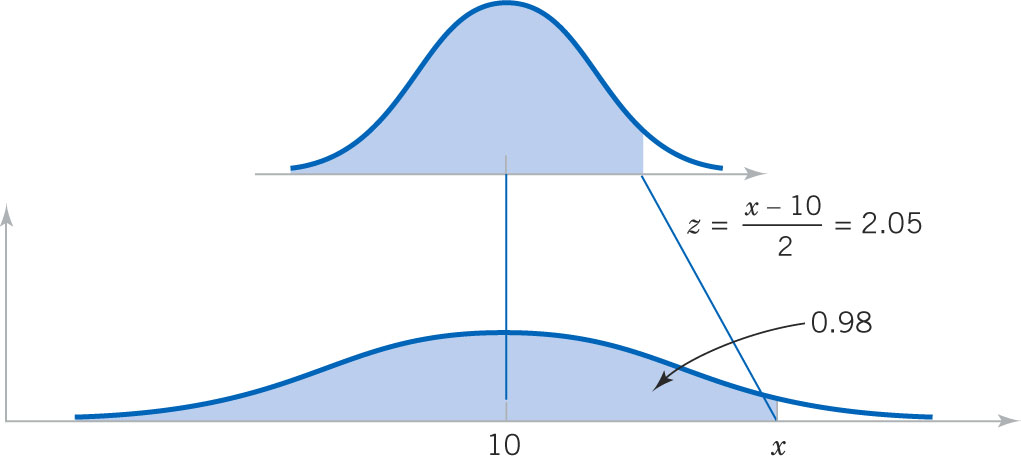 z = (x – 10)/2 = 2.05
0.98
10
x